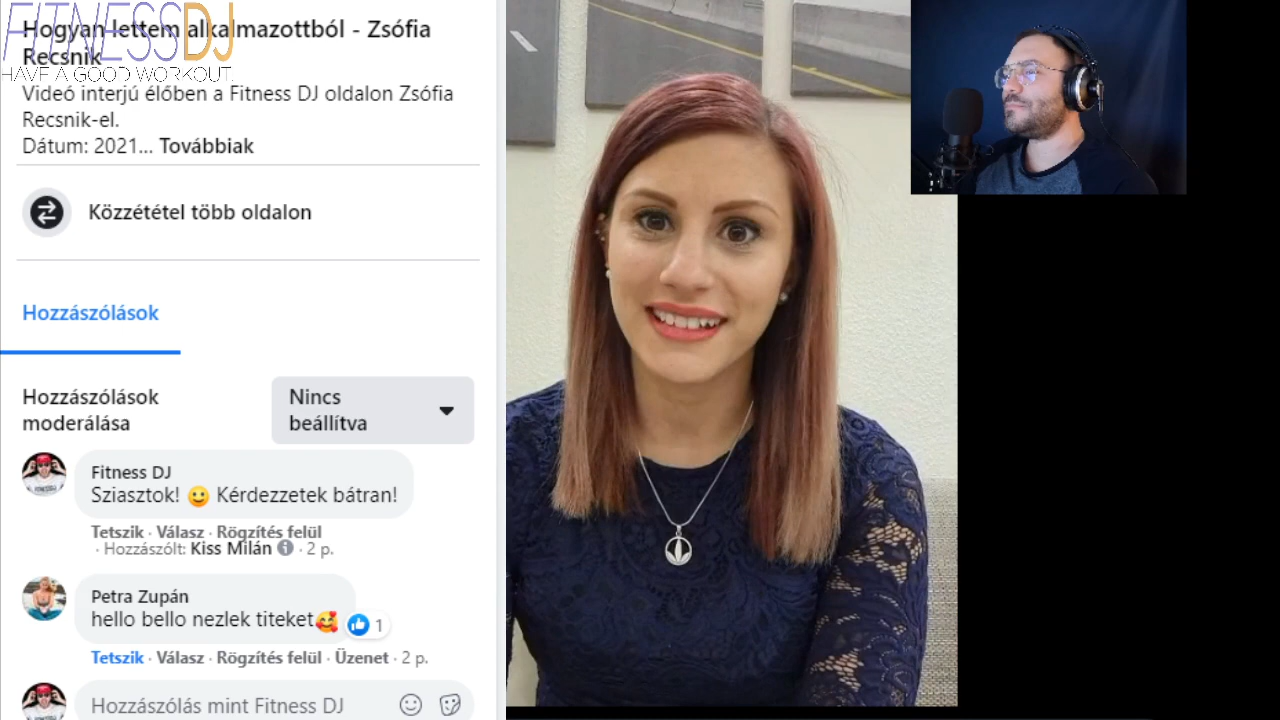 FITNESSDJ
HAVE A GOOD WORKOUT.
Hogyan lettem alkalmazottból - Zsófia
Recsnik
Videó interjú élőben a Fitness DJ oldalon Zsófia
Recsnik-el.
Dátum: 2021... Továbbiak
Közzététel több oldalon
Hozzászólások
Hozzászólások
moderálása
Nincs
beállítva
Fitness DJ
Sziasztok! 🙂 Kérdezzetek bátran!
Tetszik · Válasz · Rögzítés felül
· Hozzászólt: Kiss Milán · 2 p.
Petra Zupán
hello bello nezlek titeket🥰
1
Tetszik · Válasz · Rögzítés felül · Üzenet · 2 p.
Hozzászólás mint Fitness DJ